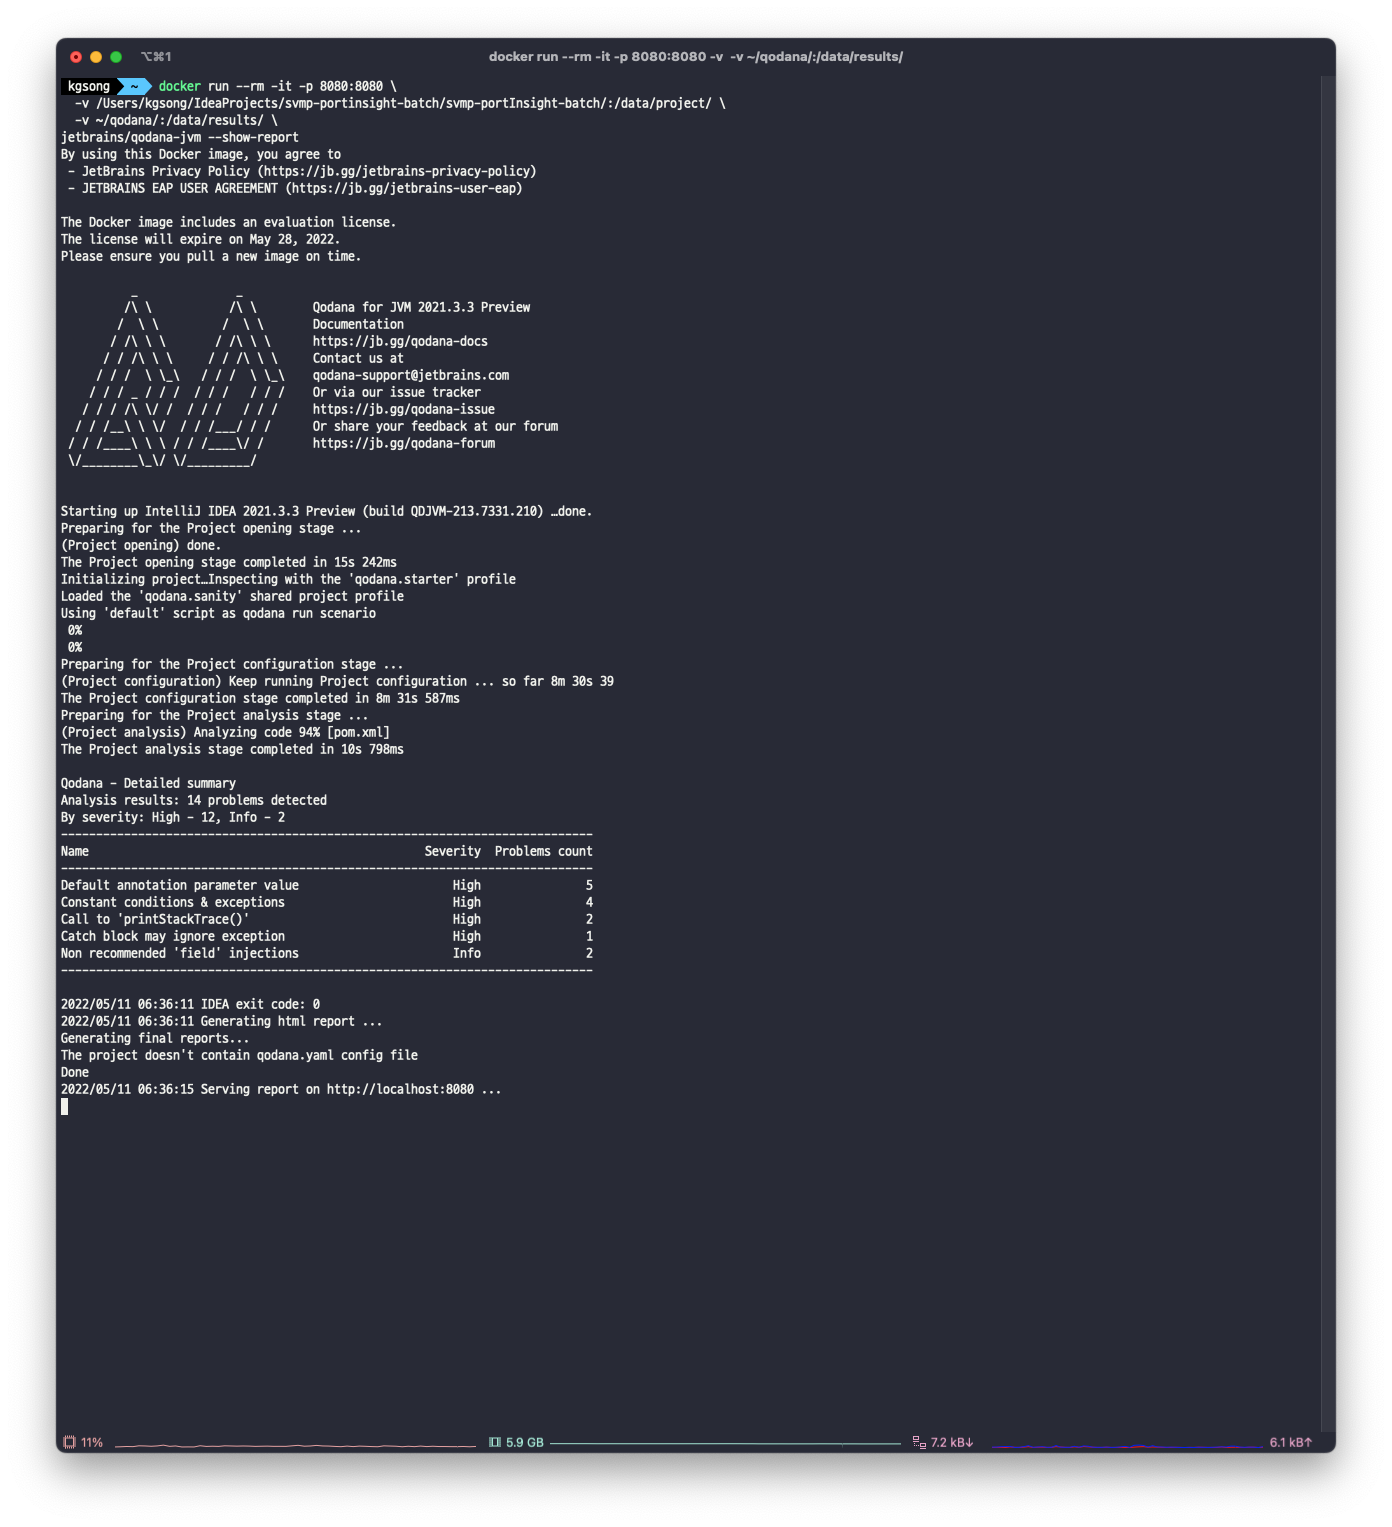 ⌥⌘1
docker run --rm -it -p 8080:8080 -v  -v ~/qodana/:/data/results/
kgsong ~ docker run --rm -it -p 8080:8080 \
  -v /Users/kgsong/IdeaProjects/svmp-portinsight-batch/svmp-portInsight-batch/:/data/project/ \
  -v ~/qodana/:/data/results/ \
jetbrains/qodana-jvm --show-report
By using this Docker image, you agree to
 - JetBrains Privacy Policy (https://jb.gg/jetbrains-privacy-policy)
 - JETBRAINS EAP USER AGREEMENT (https://jb.gg/jetbrains-user-eap)
The Docker image includes an evaluation license.
The license will expire on May 28, 2022.
Please ensure you pull a new image on time.
Qodana for JVM 2021.3.3 Preview
Documentation
https://jb.gg/qodana-docs
Contact us at
qodana-support@jetbrains.com
Or via our issue tracker
https://jb.gg/qodana-issue
Or share your feedback at our forum
https://jb.gg/qodana-forum
Starting up IntelliJ IDEA 2021.3.3 Preview (build QDJVM-213.7331.210) …done.
Preparing for the Project opening stage ...
(Project opening) done.
The Project opening stage completed in 15s 242ms
Initializing project…Inspecting with the 'qodana.starter' profile
Loaded the 'qodana.sanity' shared project profile
Using 'default' script as qodana run scenario
 0%
 0%
Preparing for the Project configuration stage ...
(Project configuration) Keep running Project configuration ... so far 8m 30s 39
The Project configuration stage completed in 8m 31s 587ms
Preparing for the Project analysis stage ...
(Project analysis) Analyzing code 94% [pom.xml]
The Project analysis stage completed in 10s 798ms
Qodana - Detailed summary
Analysis results: 14 problems detected
By severity: High - 12, Info - 2
----------------------------------------------------------------------------
Name                                                Severity  Problems count
----------------------------------------------------------------------------
Default annotation parameter value                      High               5
Constant conditions & exceptions                        High               4
Call to 'printStackTrace()'                             High               2
Catch block may ignore exception                        High               1
Non recommended 'field' injections                      Info               2
----------------------------------------------------------------------------
2022/05/11 06:36:11 IDEA exit code: 0
2022/05/11 06:36:11 Generating html report ...
Generating final reports...
The project doesn't contain qodana.yaml config file
Done
2022/05/11 06:36:15 Serving report on http://localhost:8080 ...
11% 5.9 GB 7.2 kB↓ 6.1 kB↑